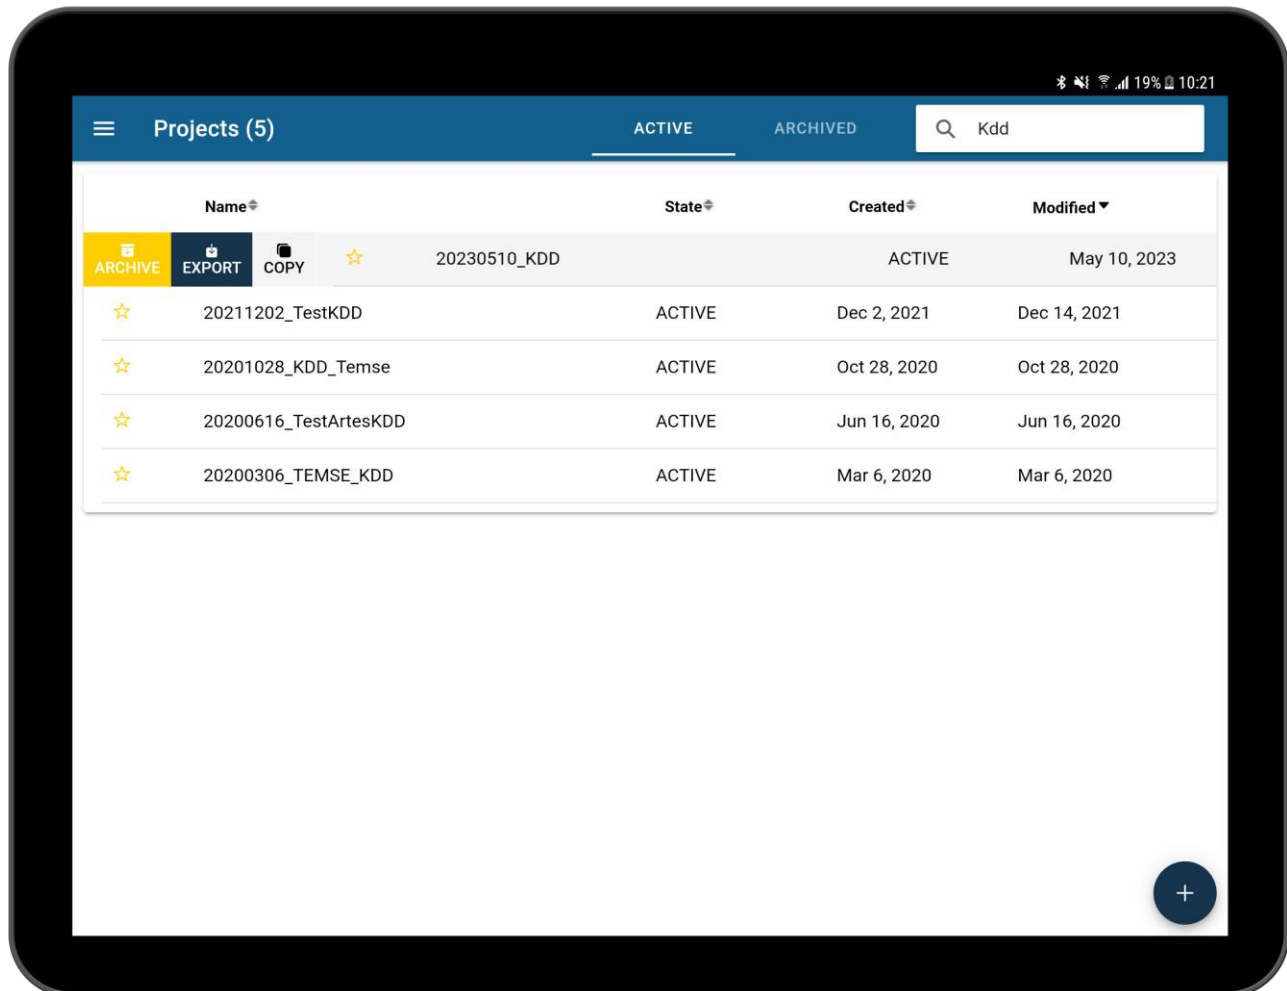 19% 10:21
Projects (5) ACTIVE ARCHIVED Kdd
Name State Created Modified
ARCHIVE EXPORT COPY 20230510_KDD ACTIVE May 10, 2023
20211202_TestKDD ACTIVE Dec 2, 2021 Dec 14, 2021
20201028_KDD_Temse ACTIVE Oct 28, 2020 Oct 28, 2020
20200616_TestArtesKDD ACTIVE Jun 16, 2020 Jun 16, 2020
20200306_TEMSE_KDD ACTIVE Mar 6, 2020 Mar 6, 2020
+